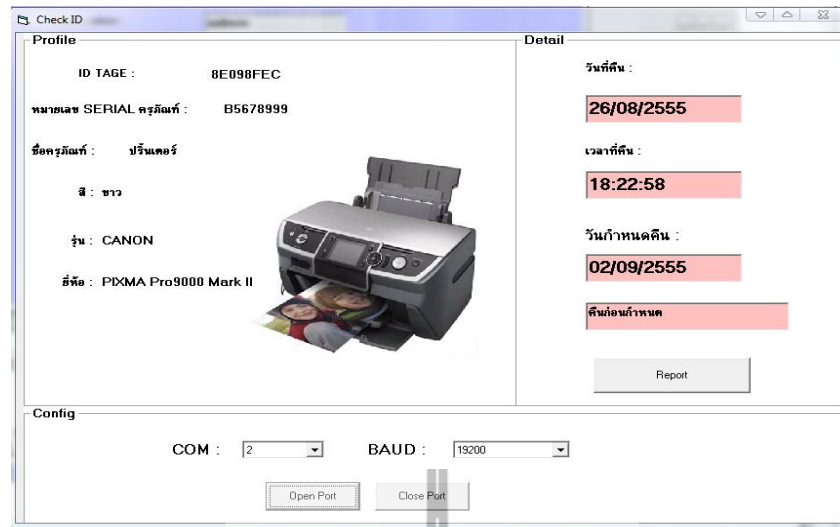 Check ID
Profile
ID TAGE : 8E098FEC
หมายเลข SERIAL ครุภัณฑ์ : B5678999
ชื่อครุภัณฑ์ : ปริ้นเตอร์
สี : ขาว
รุ่น : CANON
ยี่ห้อ : PIXMA Pro9000 Mark II
Detail
วันที่คืน :
26/08/2555
เวลาที่คืน :
18:22:58
วันกำหนดคืน :
02/09/2555
คืนก่อนกำหนด
Report
Config
COM : 2 BAUD : 19200
Open Port Close Port